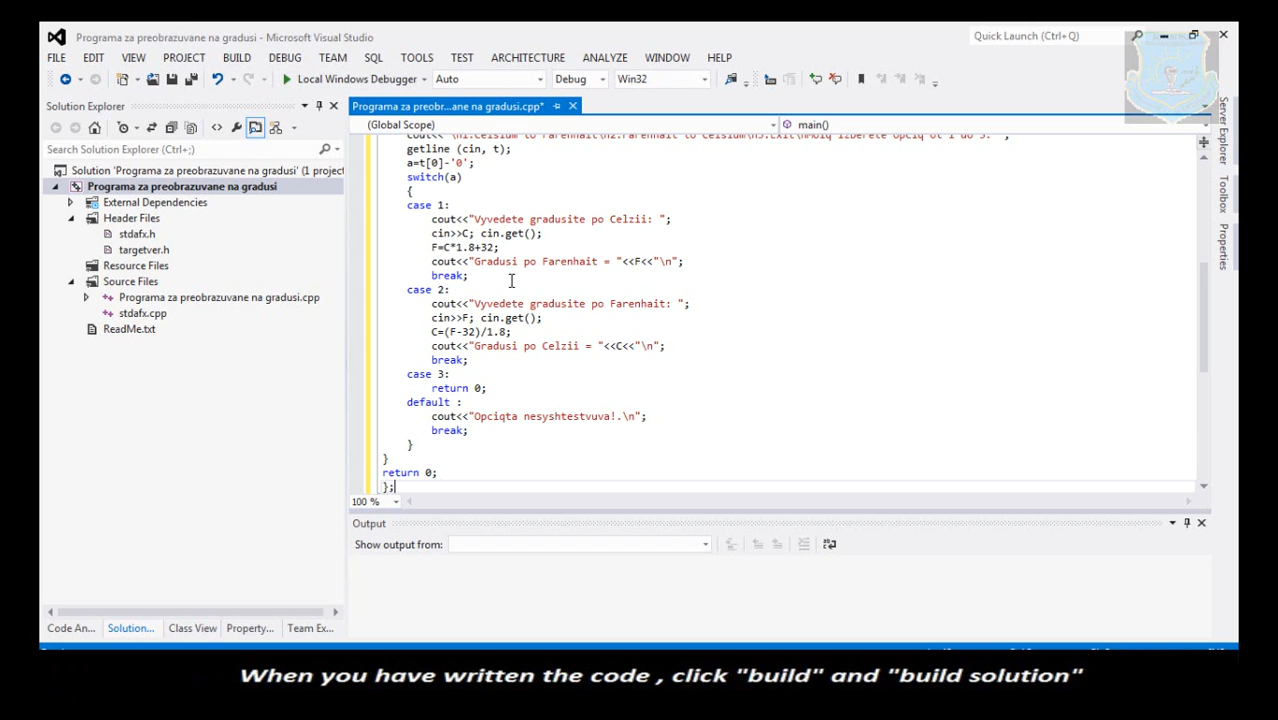 Programa za preobrazuvane na gradusi - Microsoft Visual Studio
Quick Launch (Ctrl+Q)
FILE EDIT VIEW PROJECT BUILD DEBUG TEAM SQL TOOLS TEST ARCHITECTURE ANALYZE WINDOW HELP
Local Windows Debugger Auto Debug Win32
Solution Explorer
Search Solution Explorer (Ctrl+;)
Solution 'Programa za preobrazuvane na gradusi' (1 project
Programa za preobrazuvane na gradusi
External Dependencies
Header Files
stdafx.h
targetver.h
Resource Files
Source Files
Programa za preobrazuvane na gradusi.cpp
stdafx.cpp
ReadMe.txt
Code An... Solution... Class View Property... Team Ex...
Programa za preobr...ane na gradusi.cpp*
(Global Scope) main()
getline (cin, t);
a=t[0]-'0';
switch(a)
{
case 1:
cout<<"Vyvedete gradusite po Celzii: ";
cin>>C; cin.get();
F=C*1.8+32;
cout<<"Gradusi po Farenhait = "<<F<<"\n";
break;
case 2:
cout<<"Vyvedete gradusite po Farenhait: ";
cin>>F; cin.get();
C=(F-32)/1.8;
cout<<"Gradusi po Celzii = "<<C<<"\n";
break;
case 3:
return 0;
default :
cout<<"Opciqta nesyshtestvuva!.\n";
break;
}
}
return 0;
};
100 %
Output
Show output from:
Server Explorer
Toolbox
Properties
When you have written the code , click "build" and "build solution"